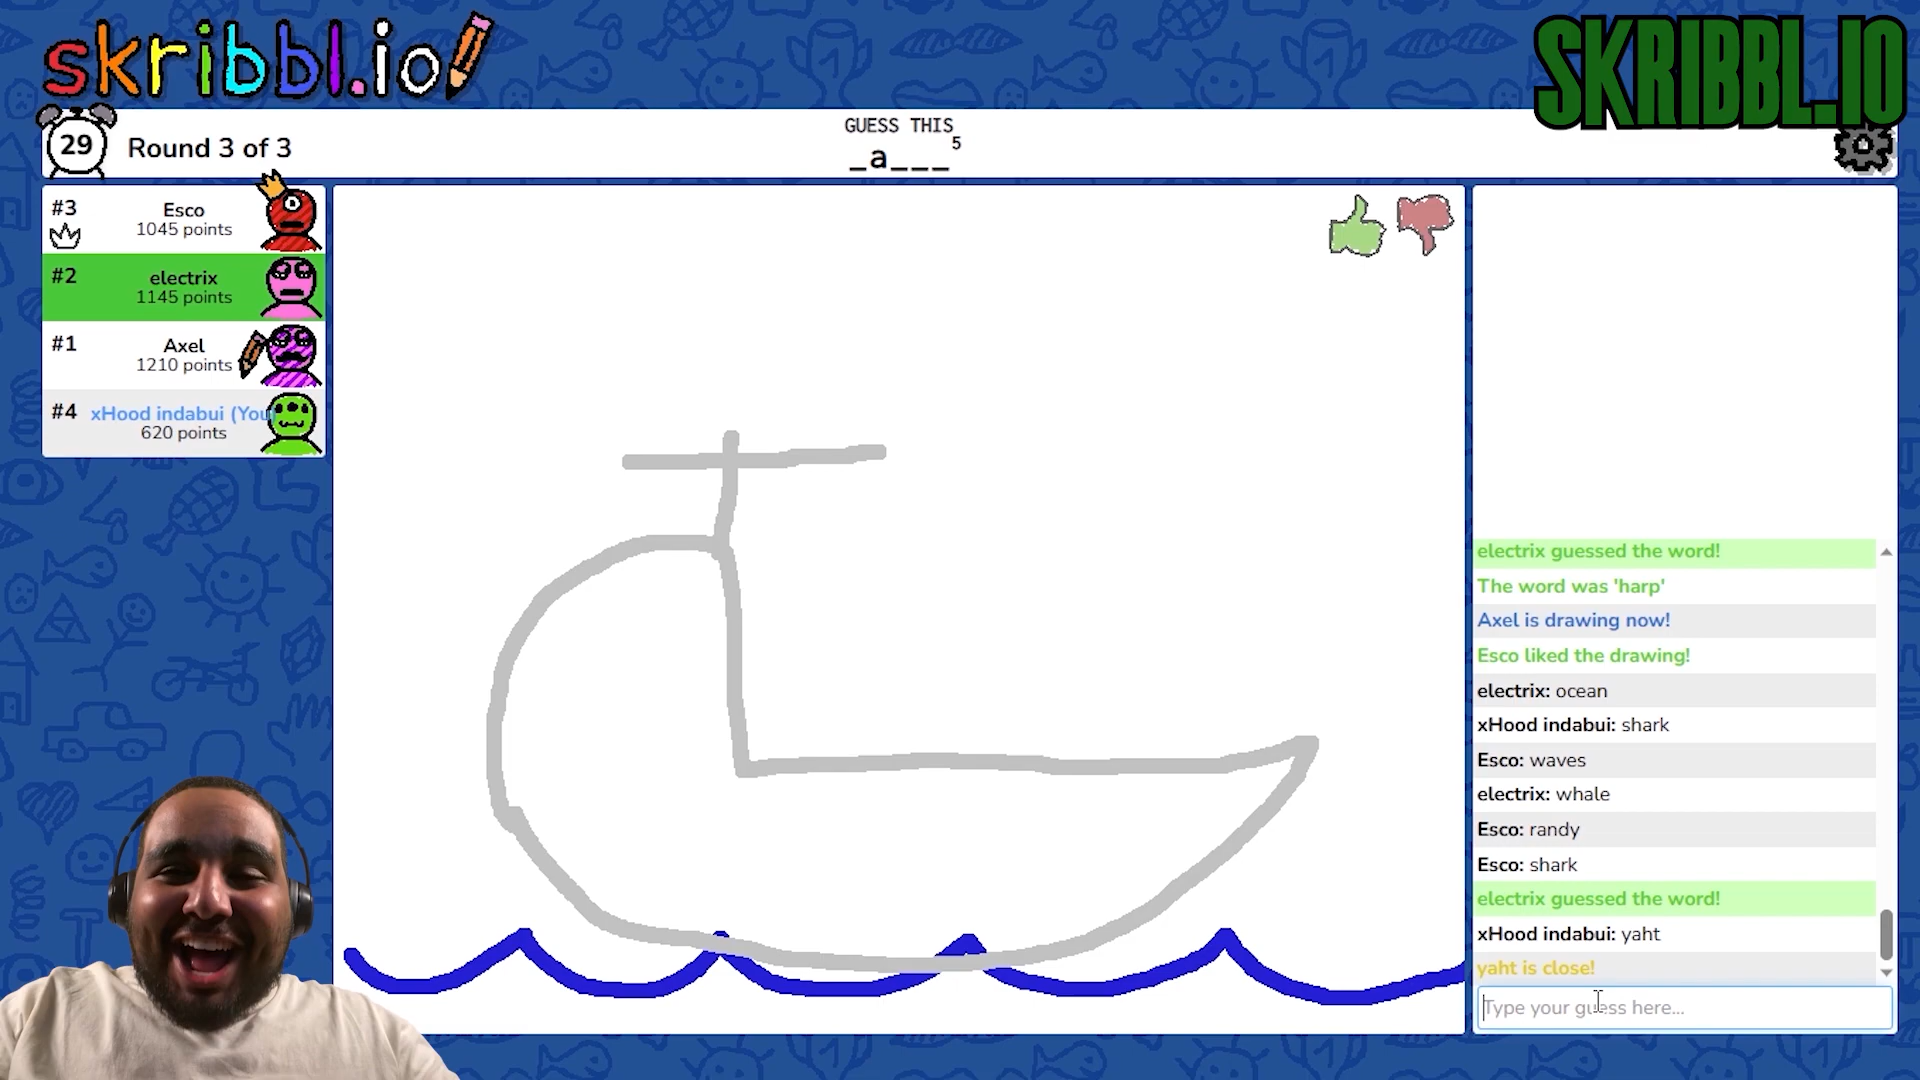 skribbl.io
SKRIBBL.IO
29
Round 3 of 3
GUESS THIS
_a___ 5
#3
Esco
1045 points
#2
electrix
1145 points
#1
Axel
1210 points
#4
xHood indabui (You)
620 points
electrix guessed the word!
The word was 'harp'
Axel is drawing now!
Esco liked the drawing!
electrix: ocean
xHood indabui: shark
Esco: waves
electrix: whale
Esco: randy
Esco: shark
electrix guessed the word!
xHood indabui: yaht
yaht is close!
Type your guess here...